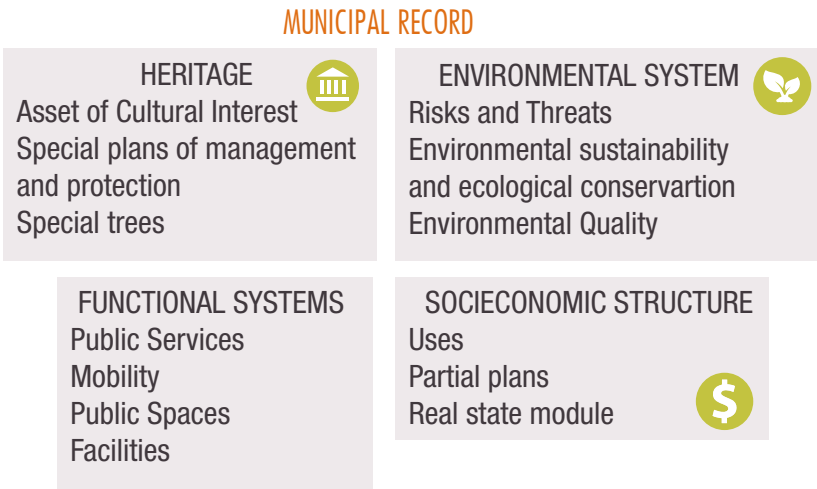 MUNICIPAL RECORD
HERITAGE
Asset of Cultural Interest
Special plans of management
and protection
Special trees
ENVIRONMENTAL SYSTEM
Risks and Threats
Environmental sustainability
and ecological conservartion
Environmental Quality
FUNCTIONAL SYSTEMS
Public Services
Mobility
Public Spaces
Facilities
SOCIECONOMIC STRUCTURE
Uses
Partial plans
Real state module
$